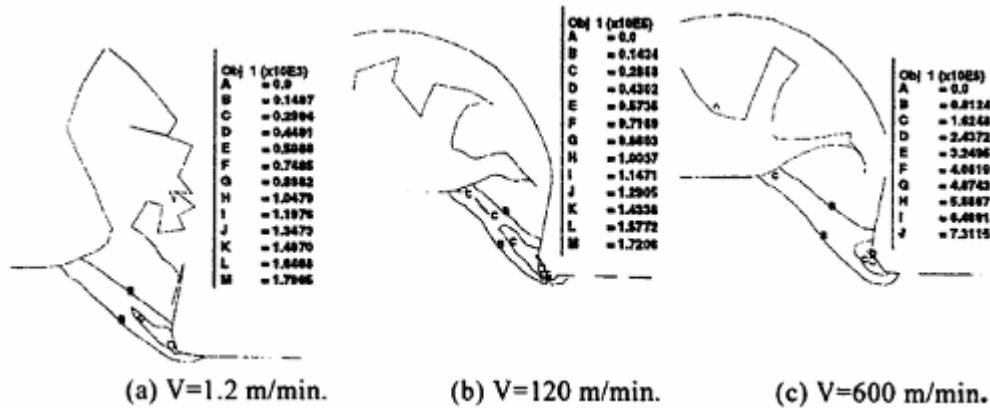 Obj 1 (x10E3)
A =0.0
B =0.1497
C =0.2994
D =0.4491
E =0.5988
F =0.7485
G =0.8982
H =1.0479
I =1.1976
J =1.3473
K =1.4970
L =1.6468
M =1.7965
(a) V=1.2 m/min.
Obj 1
A =0.0
B =0.1434
C =0.2868
D =0.4302
E =0.5735
F =0.7169
G =0.8603
H =1.0037
I =1.1471
J =1.2905
K =1.4338
L =1.5772
M =1.7206
(b) V=120 m/min.
Obj 1
A =0.0
B =0.8124
C =1.6248
D =2.4372
E =3.2496
F =4.0619
G =4.8743
H =5.6867
I =6.4991
J =7.3115
(c) V=600 m/min.